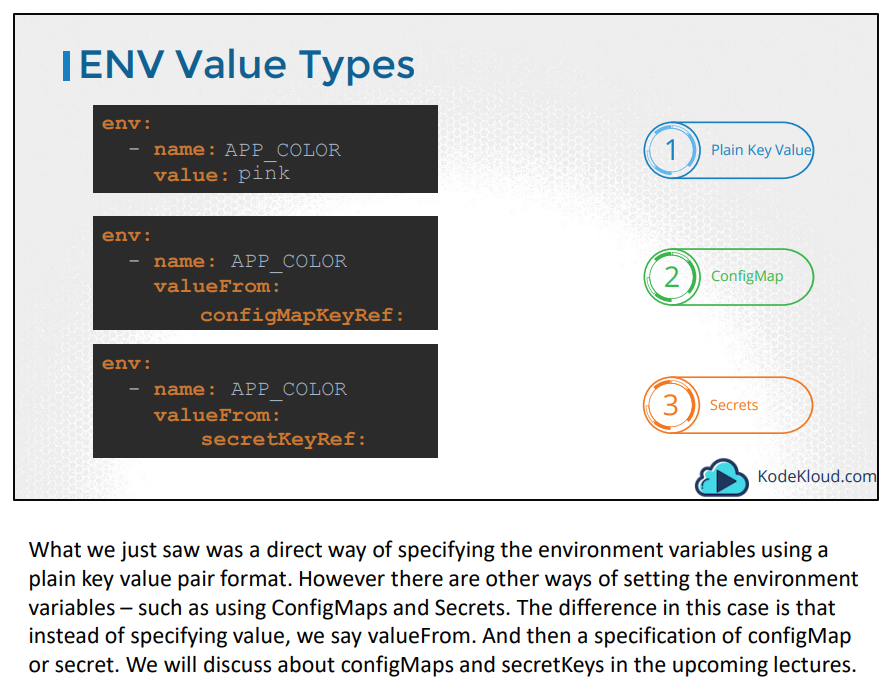 ENV Value Types
env:
- name: APP_COLOR
value: pink
1 Plain Key Value
env:
- name: APP_COLOR
valueFrom:
configMapKeyRef:
2 ConfigMap
env:
- name: APP_COLOR
valueFrom:
secretKeyRef:
3 Secrets
KodeKloud.com
What we just saw was a direct way of specifying the environment variables using a
plain key value pair format. However there are other ways of setting the environment
variables – such as using ConfigMaps and Secrets. The difference in this case is that
instead of specifying value, we say valueFrom. And then a specification of configMap
or secret. We will discuss about configMaps and secretKeys in the upcoming lectures.